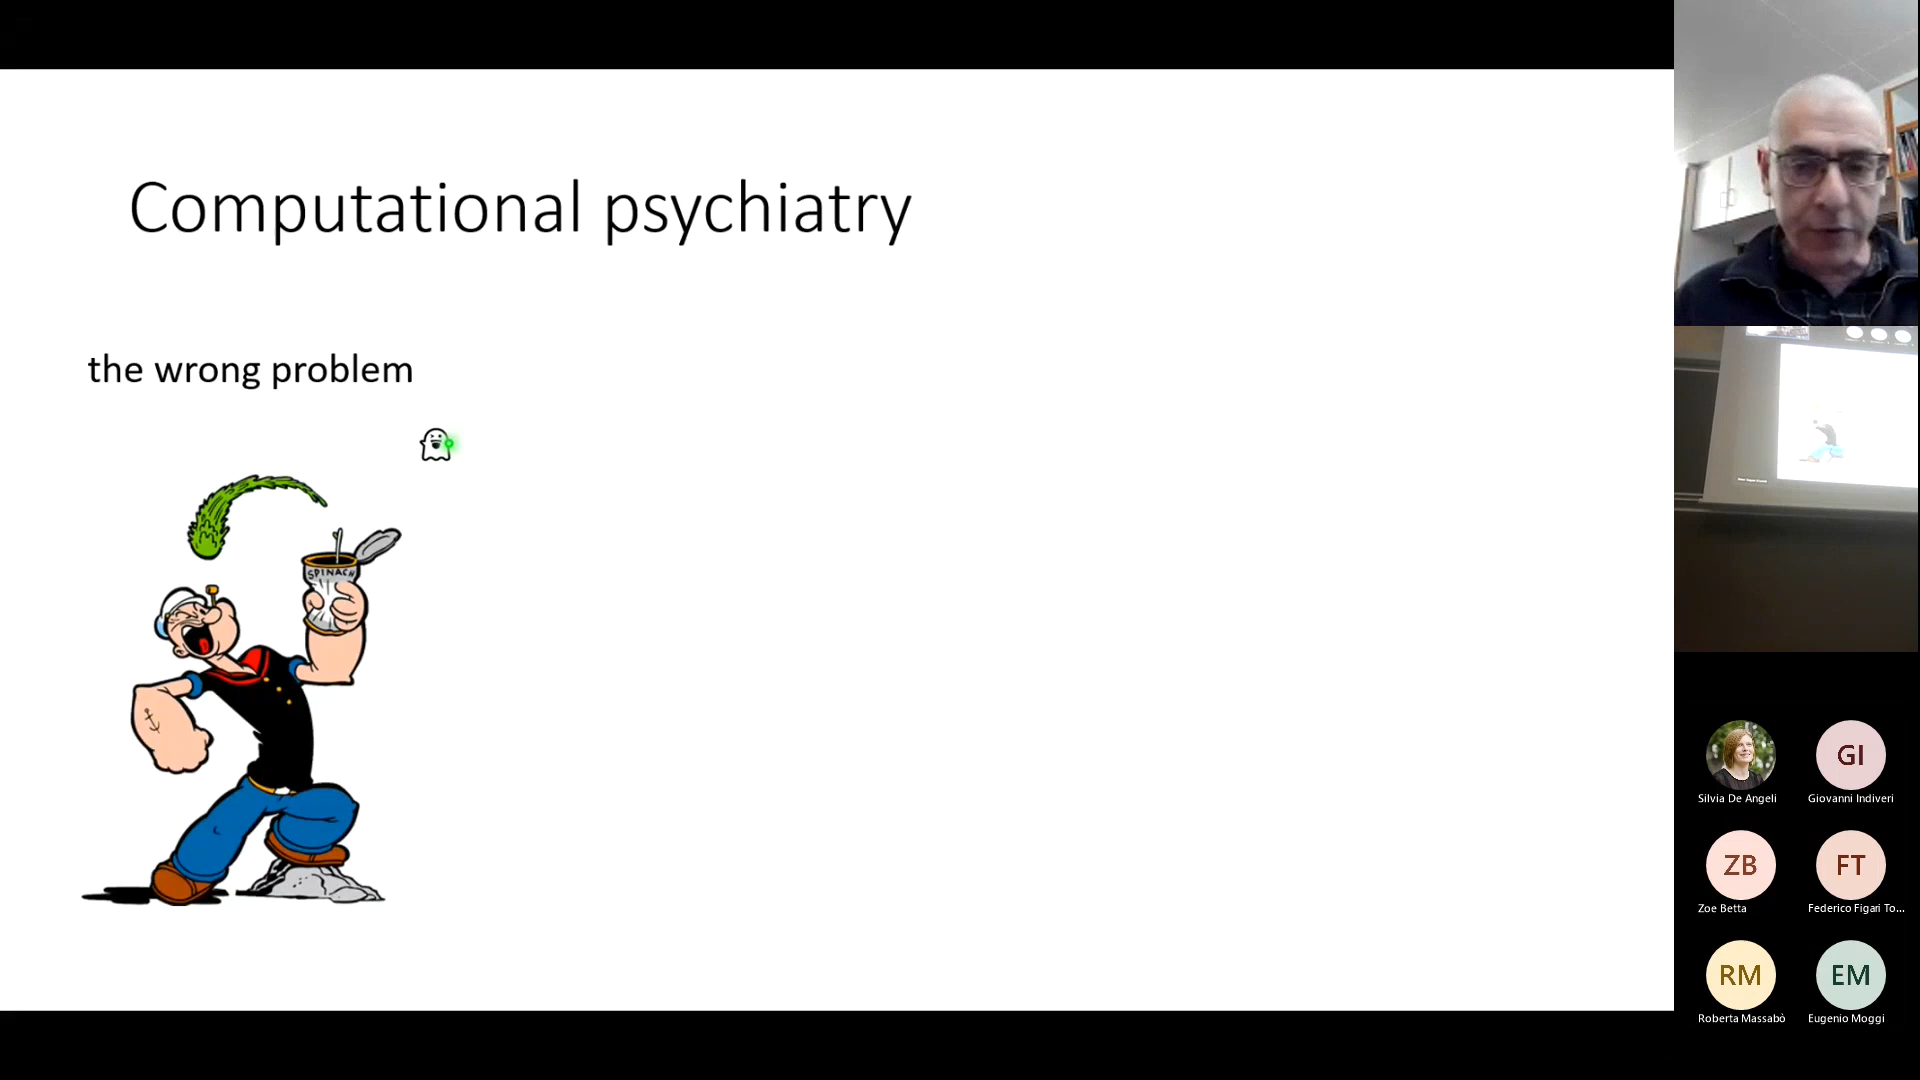 Computational psychiatry
the wrong problem
SPINACH
GI
Silvia De Angeli
Giovanni Indiveri
ZB
FT
Zoe Betta
Federico Figari To...
RM
EM
Roberta Massabò
Eugenio Moggi